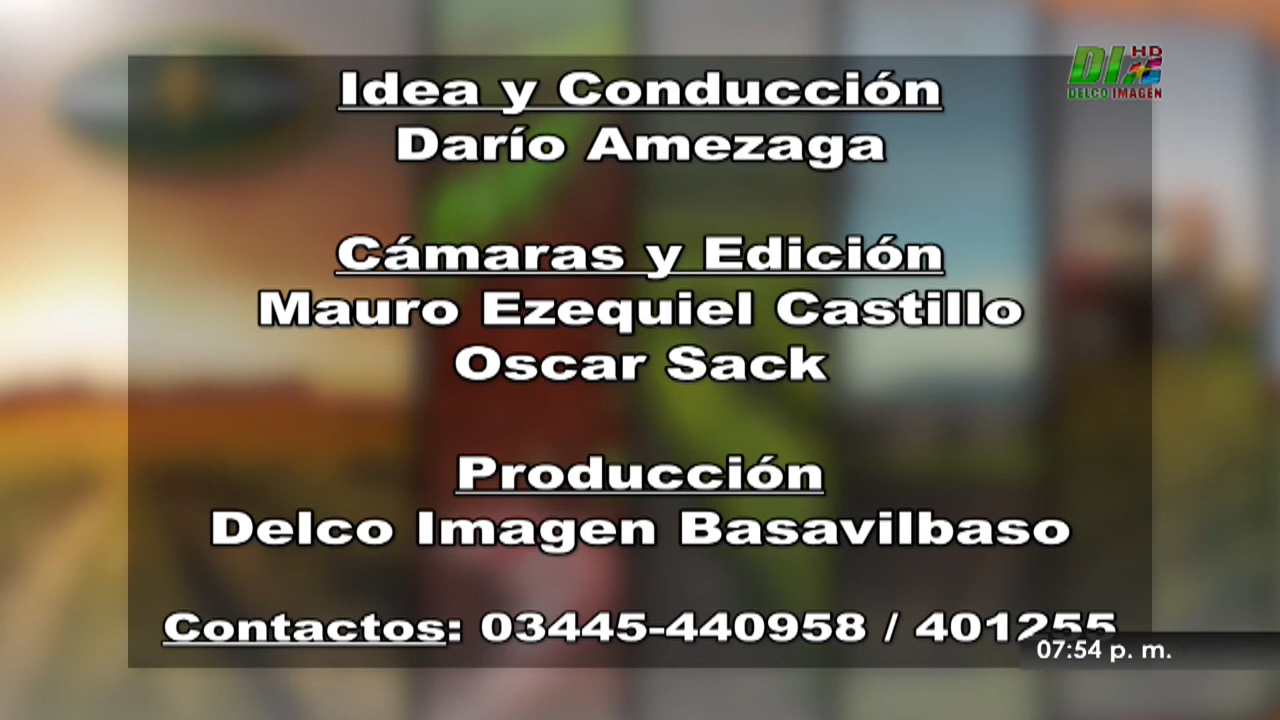 DI HD
DELCO IMAGEN
Idea y Conducción
Darío Amezaga
Cámaras y Edición
Mauro Ezequiel Castillo
Oscar Sack
Producción
Delco Imagen Basavilbaso
Contactos: 03445-440958 / 401255
07:54 p. m.